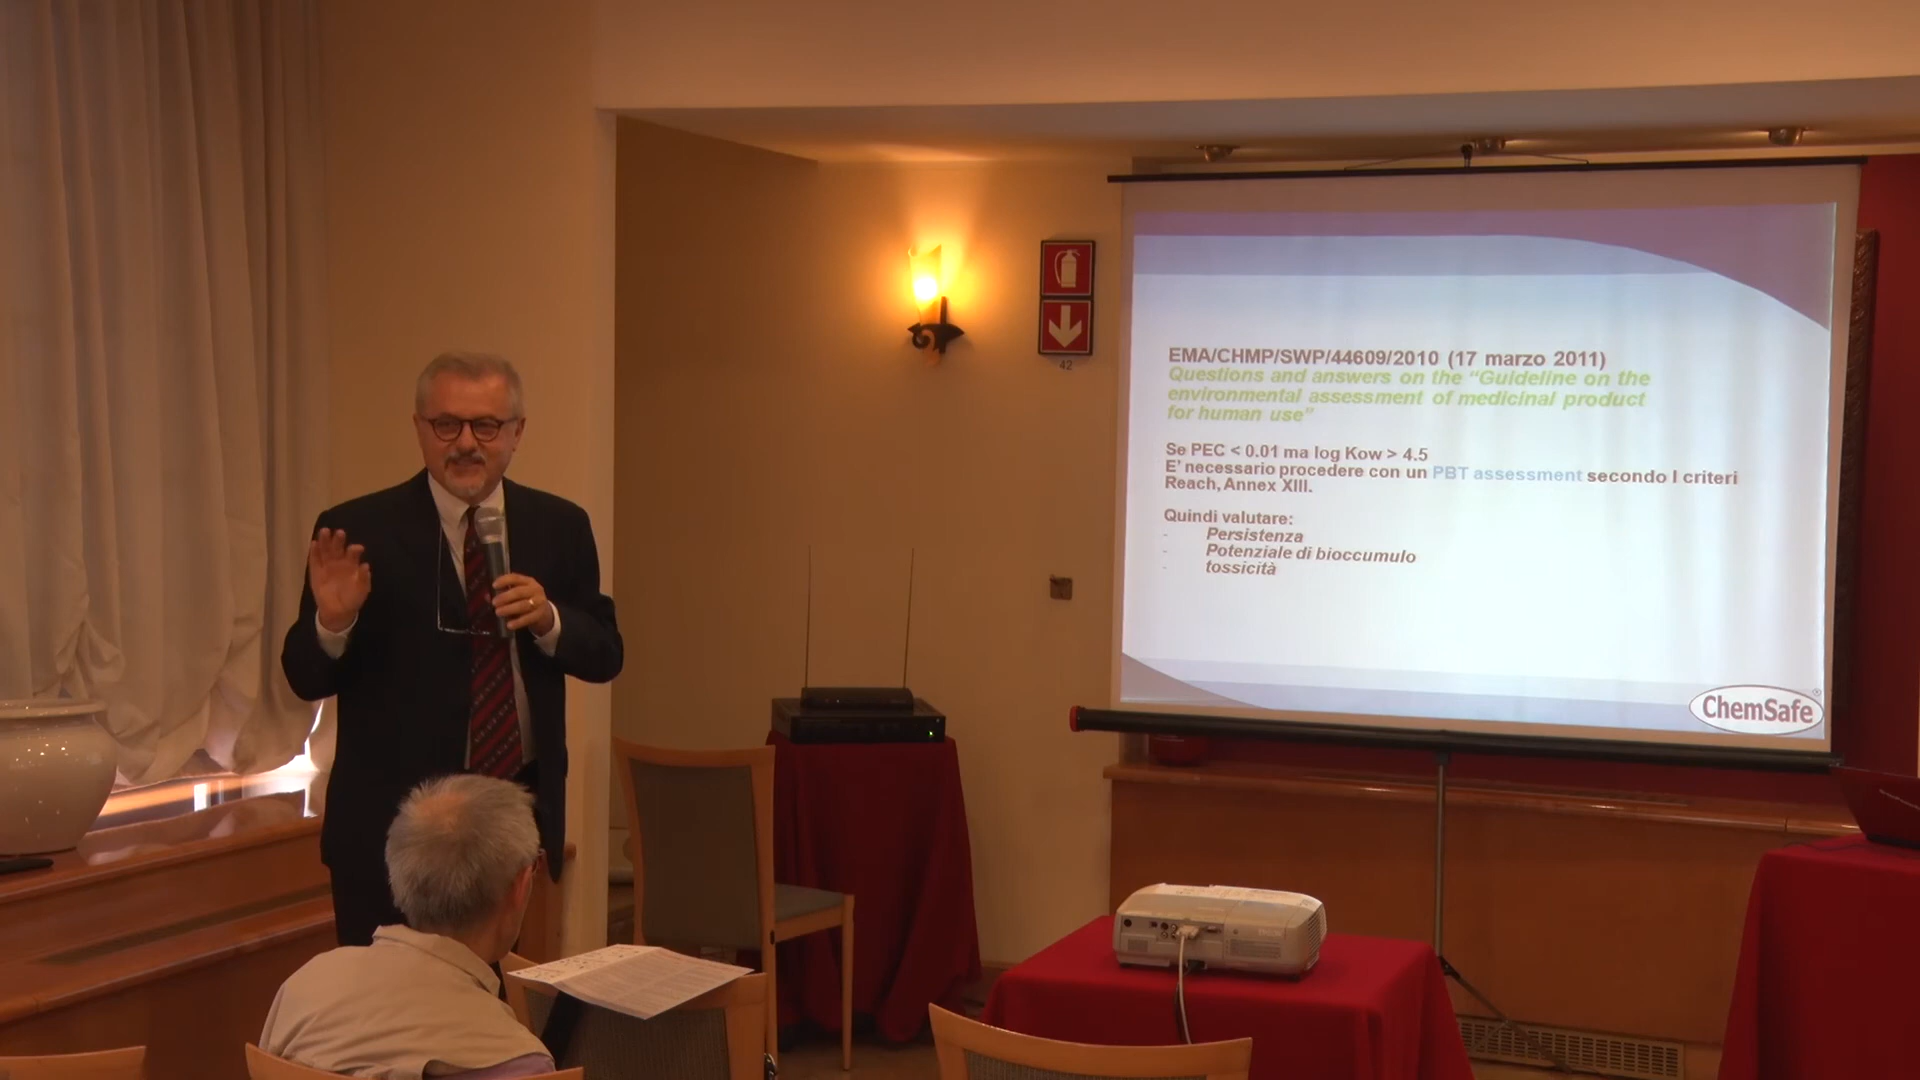 42
EMA/CHMP/SWP/44609/2010 (17 marzo 2011)
Questions and answers on the “Guideline on the
environmental assessment of medicinal product
for human use”
Se PEC < 0.01 ma log Kow > 4.5
E’ necessario procedere con un PBT assessment secondo I criteri
Reach, Annex XIII.
Quindi valutare:
- Persistenza
- Potenziale di bioccumulo
- tossicità
ChemSafe®